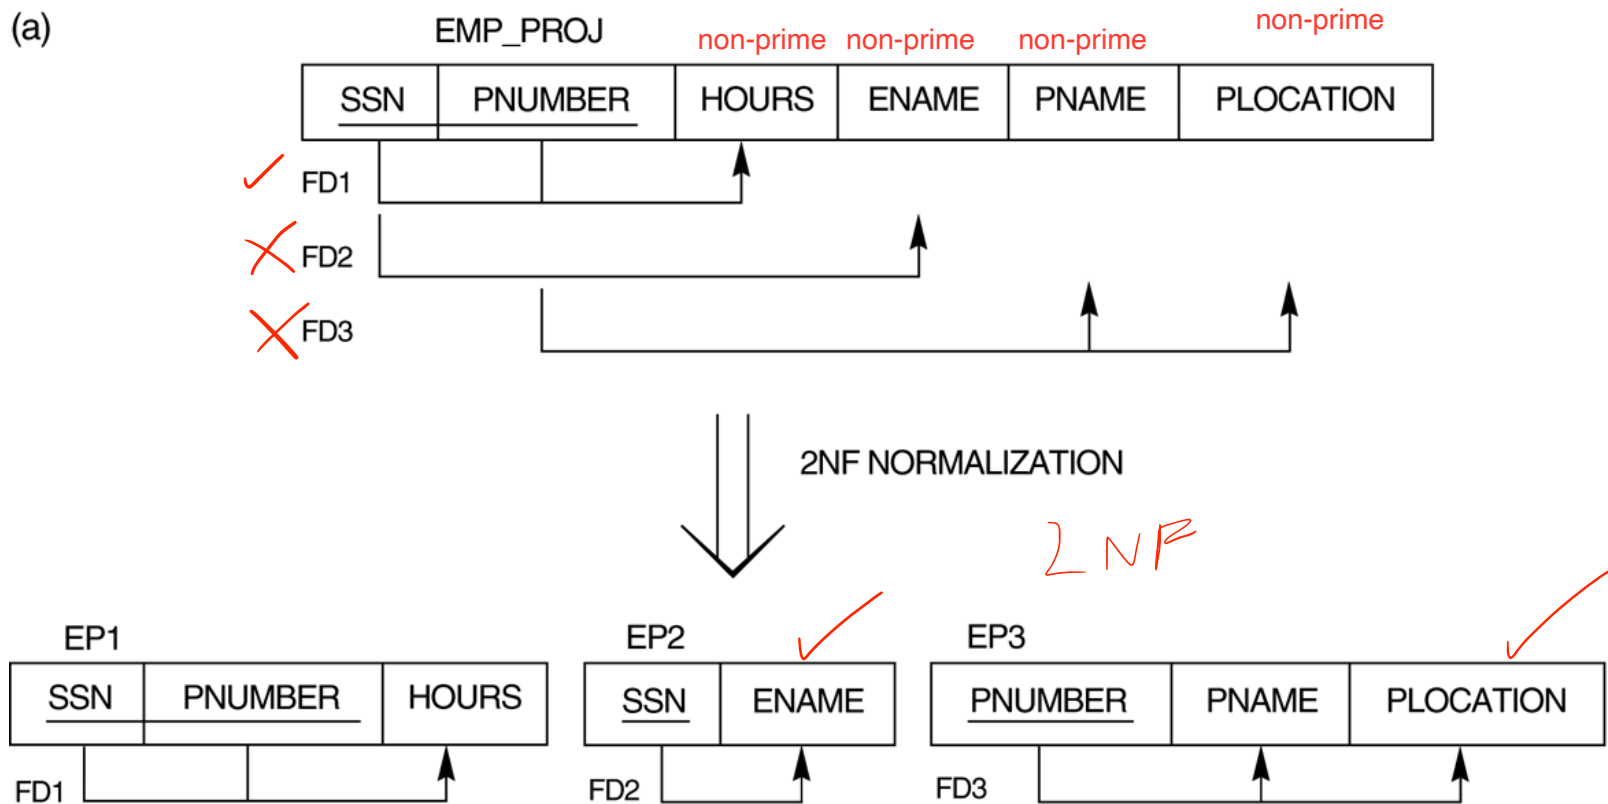 (a)
EMP_PROJ non-prime non-prime non-prime non-prime
SSN PNUMBER HOURS ENAME PNAME PLOCATION
FD1
FD2
FD3
2NF NORMALIZATION
2NF
EP1 EP2 EP3
SSN PNUMBER HOURS SSN ENAME PNUMBER PNAME PLOCATION
FD1 FD2 FD3